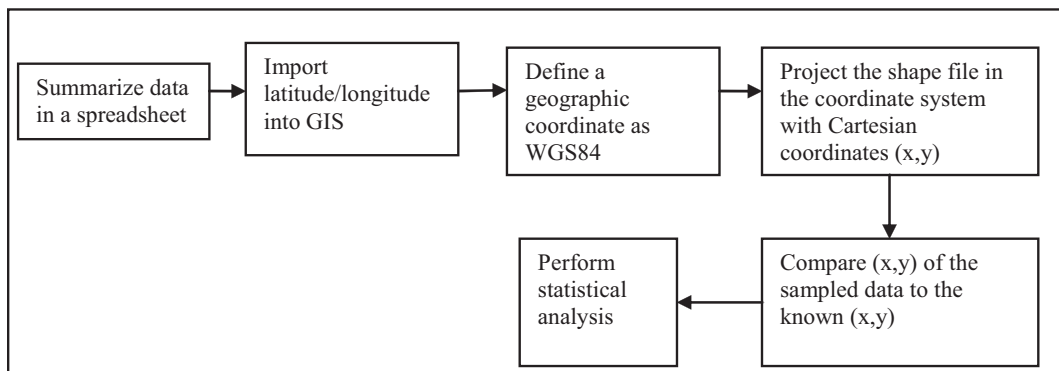 Summarize data
in a spreadsheet
Import
latitude/longitude
into GIS
Define a
geographic
coordinate as
WGS84
Project the shape file in
the coordinate system
with Cartesian
coordinates (x,y)
Compare (x,y) of the
sampled data to the
known (x,y)
Perform
statistical
analysis